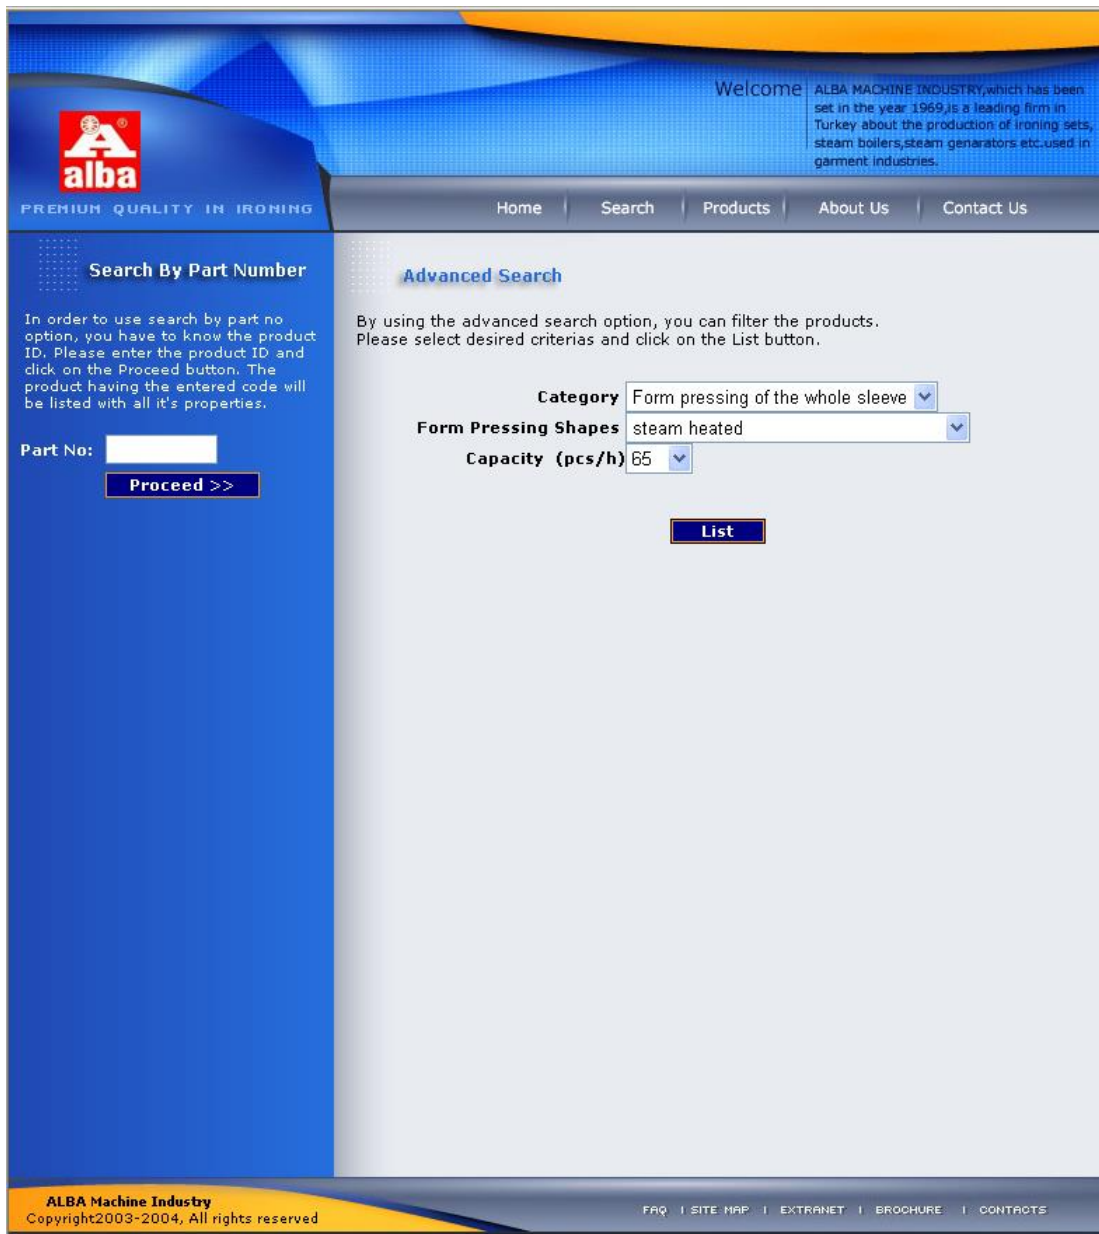 Welcome
ALBA MACHINE INDUSTRY,which has been
set in the year 1969,is a leading firm in
Turkey about the production of ironing sets,
steam boilers,steam genarators etc.used in
garment industries.
A®
alba
PREMIUM QUALITY IN IRONING
Home Search Products About Us Contact Us
Search By Part Number
In order to use search by part no
option, you have to know the product
ID. Please enter the product ID and
click on the Proceed button. The
product having the entered code will
be listed with all it's properties.
Part No:
Proceed >>
Advanced Search
By using the advanced search option, you can filter the products.
Please select desired criterias and click on the List button.
Category Form pressing of the whole sleeve
Form Pressing Shapes steam heated
Capacity (pcs/h) 65
List
ALBA Machine Industry
Copyright2003-2004, All rights reserved
FAQ | SITE MAP | EXTRANET | BROCHURE | CONTACTS